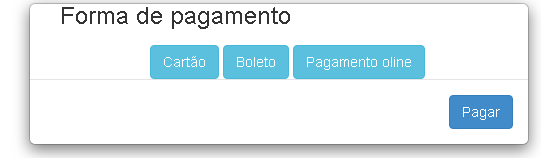 Forma de pagamento
Cartão Boleto Pagamento oline
Pagar